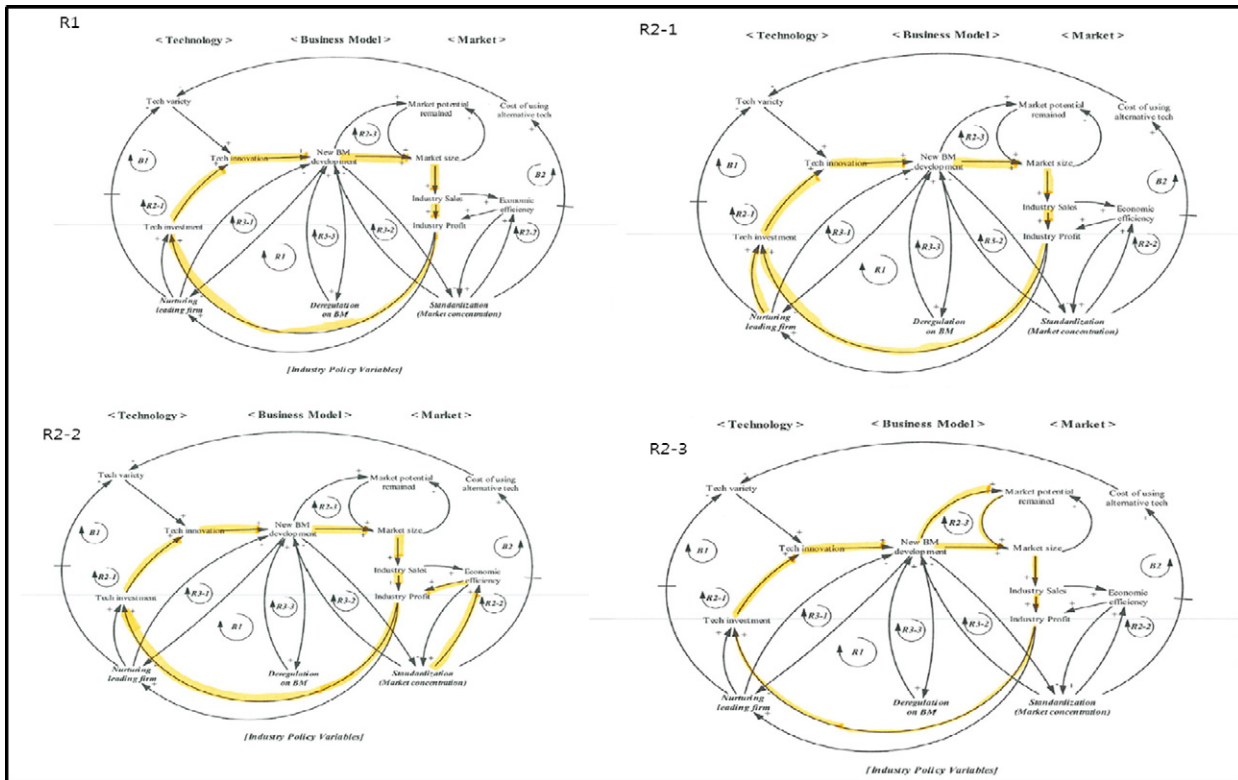 R1
< Technology >
< Business Model >
< Market >
Tech variety
Market potential
remained
Cost of using
alternative tech
R2-3
B1
Tech innovation
New BM
development
Market size
B2
R2-1
Industry Sales
Economic
efficiency
R3-1
Tech investment
R3-3
R3-2
Industry Profit
R2-2
R1
Nurturing
leading firm
Deregulation
on BM
Standardization
(Market concentration)
[Industry Policy Variables]
R2-1
< Technology >
< Business Model >
< Market >
Tech variety
Market potential
remained
Cost of using
alternative tech
R2-3
B1
Tech innovation
New BM
development
Market size
B2
R2-1
Industry Sales
Economic
efficiency
Tech investment
R3-1
R3-3
R3-2
Industry Profit
R2-2
R1
Nurturing
leading firm
Deregulation
on BM
Standardization
(Market concentration)
[Industry Policy Variables]
R2-2
< Technology >
< Business Model >
< Market >
Tech variety
Market potential
remained
Cost of using
alternative tech
R2-3
B1
Tech innovation
New BM
development
Market size
B2
R2-1
Industry Sales
Economic
efficiency
Tech investment
R3-1
R3-3
R3-2
Industry Profit
R2-2
Nurturing
leading firm
Deregulation
on BM
Standardization
(Market concentration)
[Industry Policy Variables]
R2-3
< Technology >
< Business Model >
< Market >
Tech variety
Market potential
remained
Cost of using
alternative tech
R2-3
B1
Tech innovation
New BM
development
Market size
B2
R2-1
Industry Sales
Economic
efficiency
Tech investment
R3-1
R3-3
R3-2
Industry Profit
R2-2
R1
Nurturing
leading firm
Deregulation
on BM
Standardization
(Market concentration)
[Industry Policy Variables]